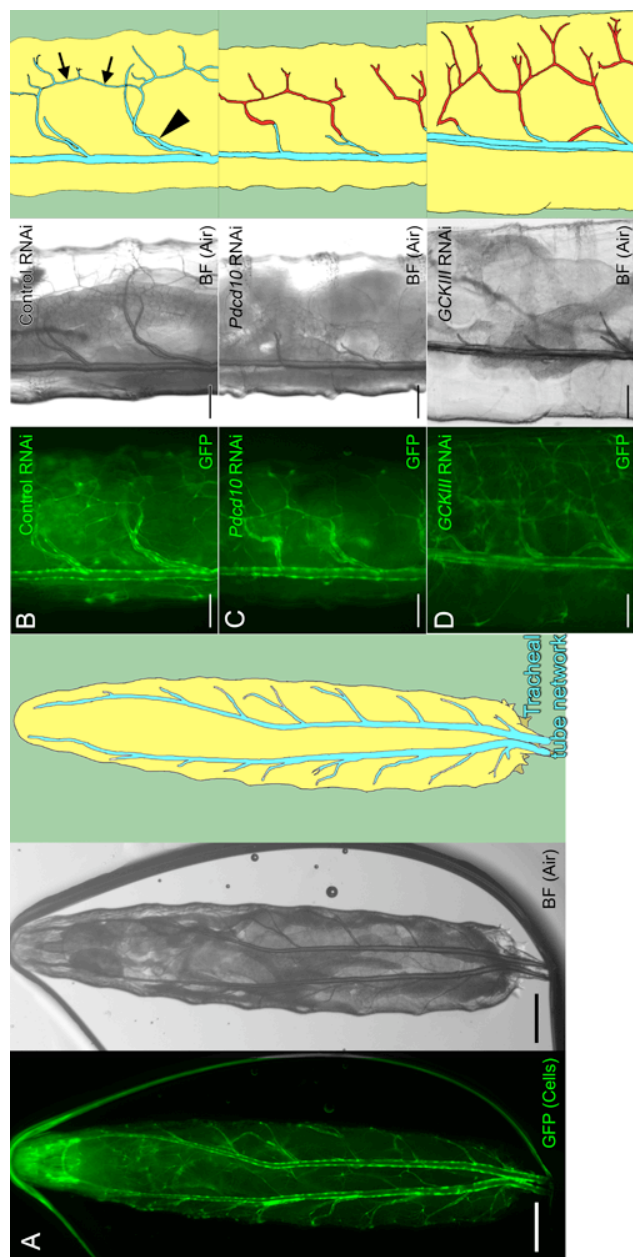 A
GFP (Cells)
BF (Air)
Tracheal
tube network
B
Control RNAi
GFP
Control RNAi
BF (Air)
C
Pdcd10 RNAi
GFP
Pdcd10 RNAi
BF (Air)
D
GCKIII RNAi
GFP
GCKIII RNAi
BF (Air)